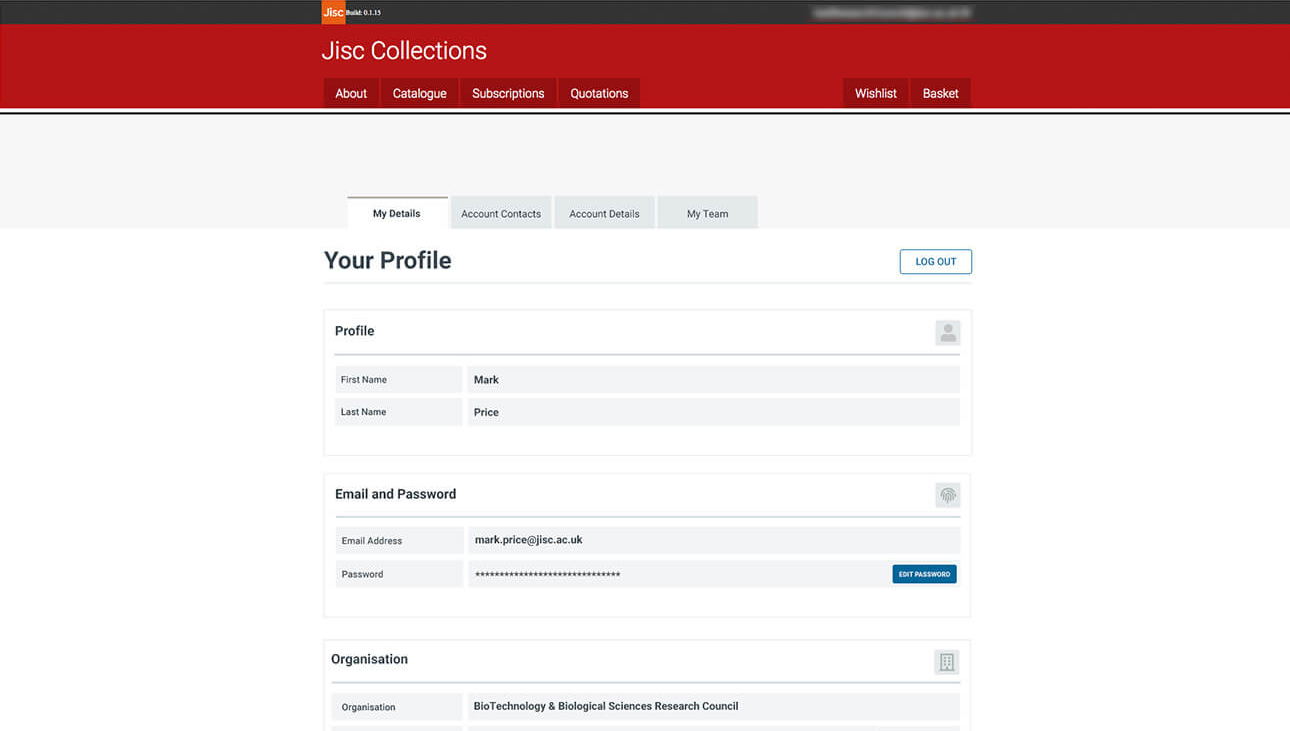 Jisc Build: 0.1.15
Jisc Collections
About Catalogue Subscriptions Quotations Wishlist Basket
My Details Account Contacts Account Details My Team
Your Profile LOG OUT
Profile
First Name Mark
Last Name Price
Email and Password
Email Address mark.price@jisc.ac.uk
Password ****************************** EDIT PASSWORD
Organisation
Organisation BioTechnology & Biological Sciences Research Council